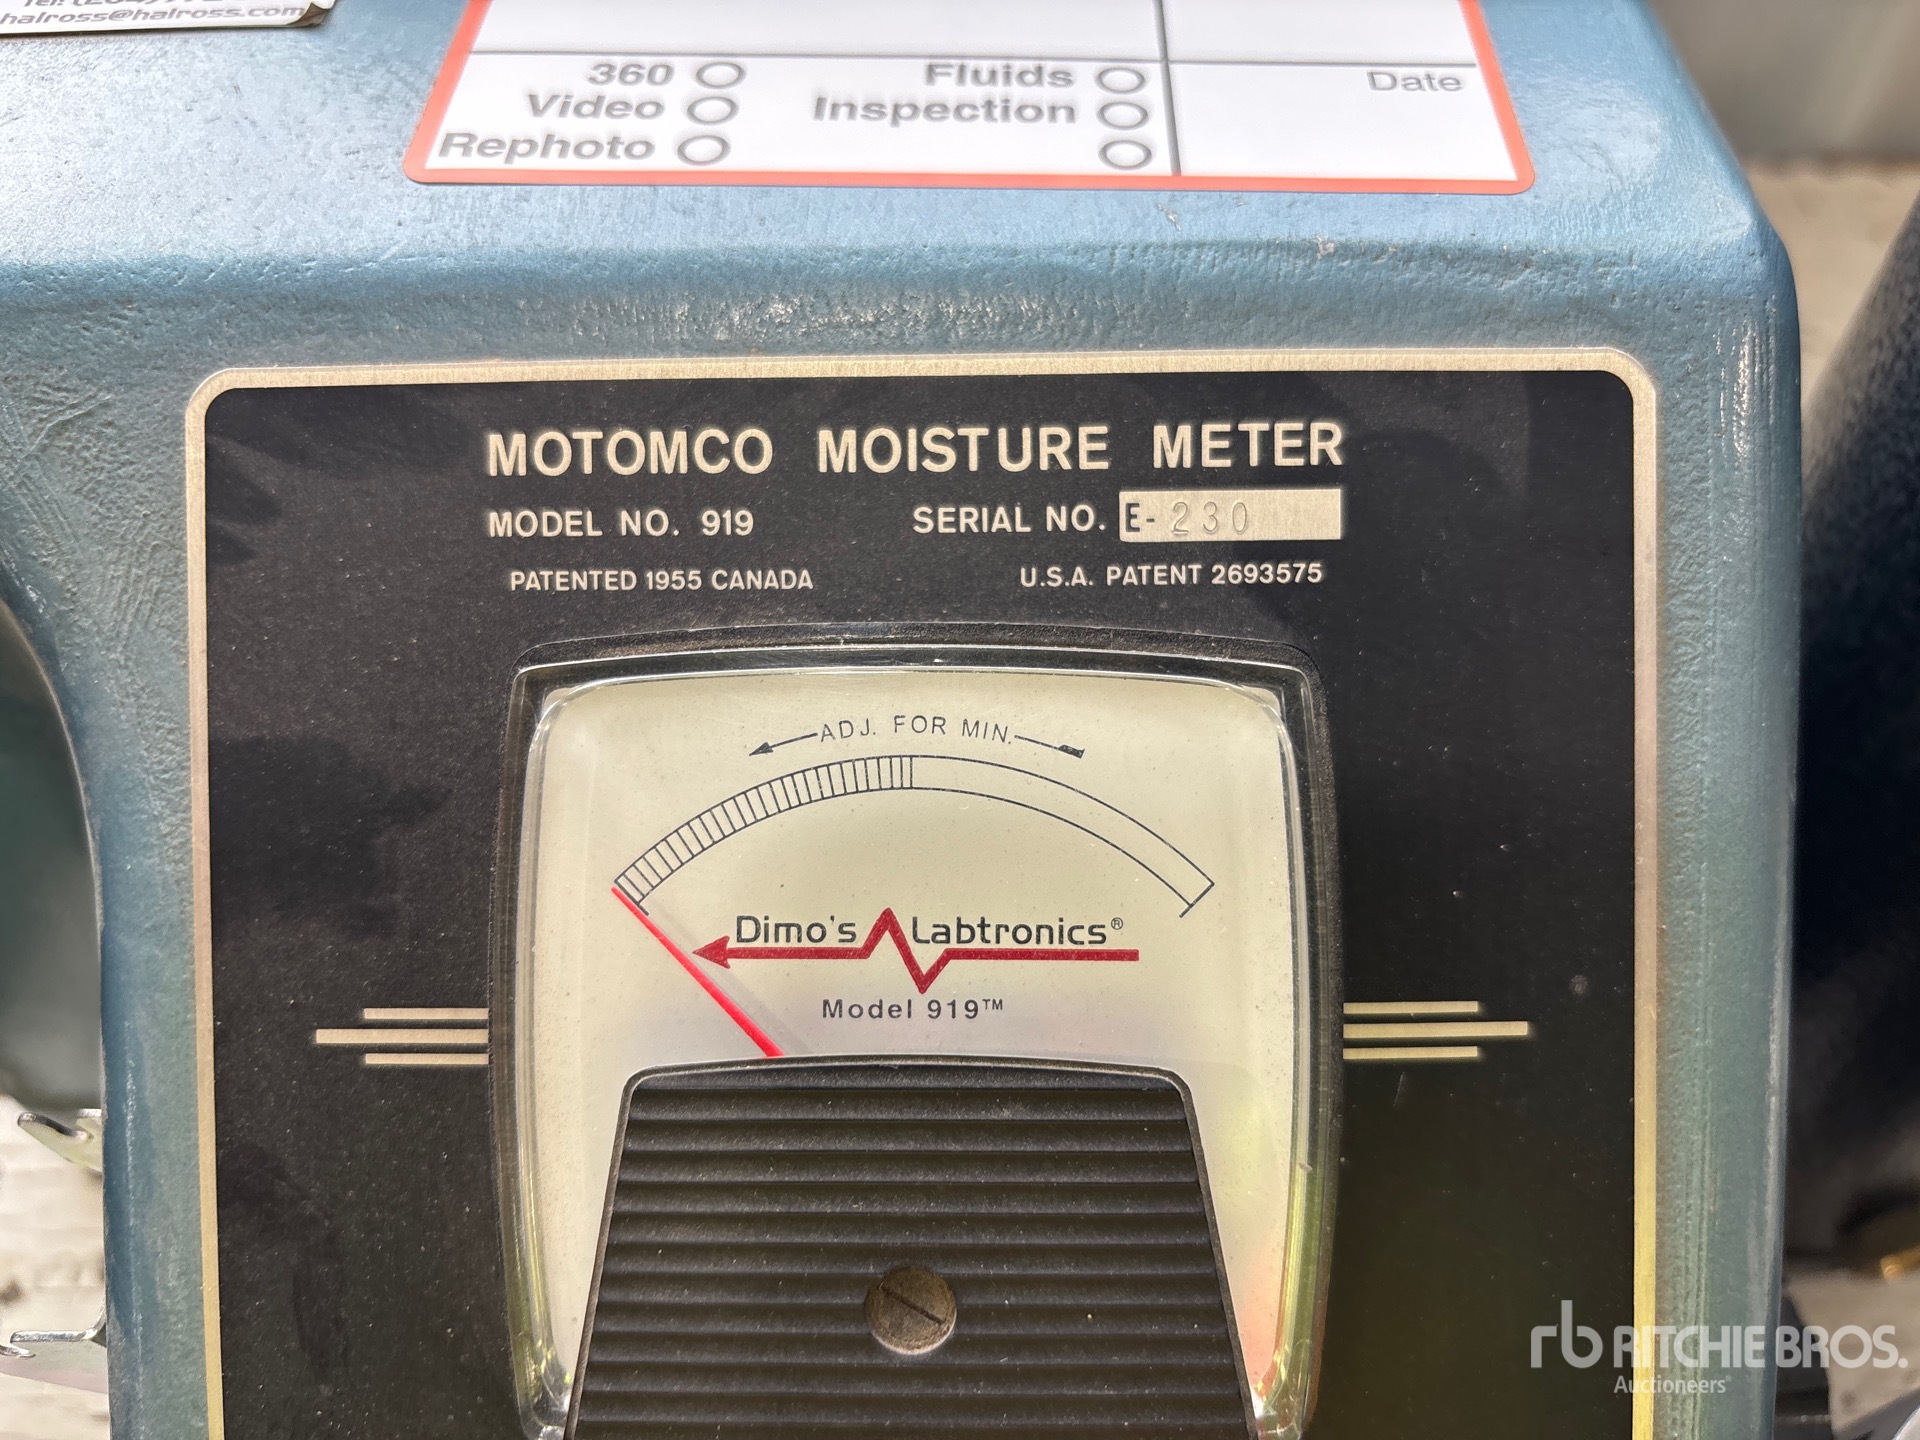 halross@halross.com
360
Video
Rephoto
Fluids
Inspection
Date
MOTOMCO MOISTURE METER
MODEL NO. 919
SERIAL NO. E-230
PATENTED 1955 CANADA
U.S.A. PATENT 2693575
ADJ. FOR MIN.
Dimo's Labtronics®
Model 919™
rb RITCHIE BROS.
Auctioneers